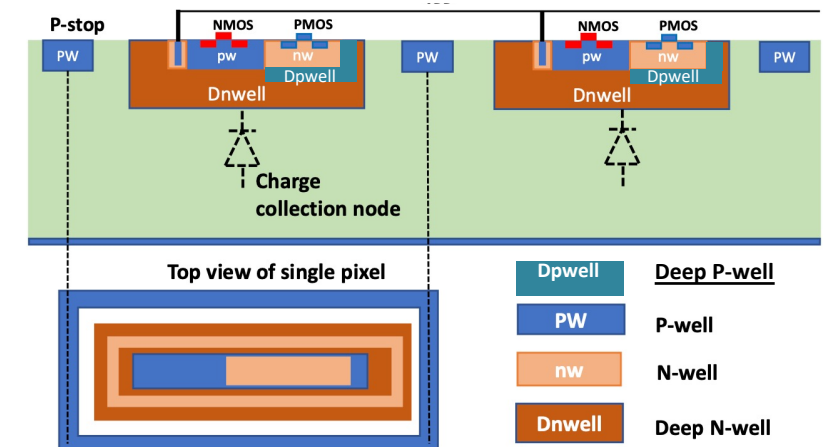 P-stop
NMOS
PMOS
NMOS
PMOS
PW
pw
nw
PW
pw
nw
PW
Dpwell
Dpwell
Dnwell
Dnwell
Charge
collection node
Top view of single pixel
Dpwell
Deep P-well
PW
P-well
nw
N-well
Dnwell
Deep N-well